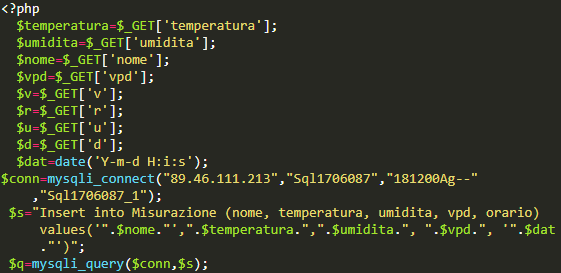 <?php
$temperatura=$_GET['temperatura'];
$umidita=$_GET['umidita'];
$nome=$_GET['nome'];
$vpd=$_GET['vpd'];
$v=$_GET['v'];
$r=$_GET['r'];
$u=$_GET['u'];
$d=$_GET['d'];
$dat=date('Y-m-d H:i:s');
$conn=mysqli_connect("89.46.111.213","Sql1706087","181200Ag--"
,"Sql1706087_1");
$s="Insert into Misurazione (nome, temperatura, umidita, vpd, orario)
values('".$nome."',".$temperatura.",".$umidita.", ".$vpd.", '".$dat
."')";
$q=mysqli_query($conn,$s);